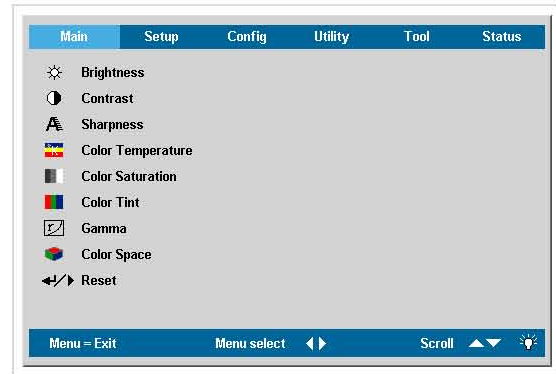 Main Setup Config Utility Tool Status
Brightness
Contrast
Sharpness
Color Temperature
Color Saturation
Color Tint
Gamma
Color Space
Reset
Menu = Exit Menu select Scroll